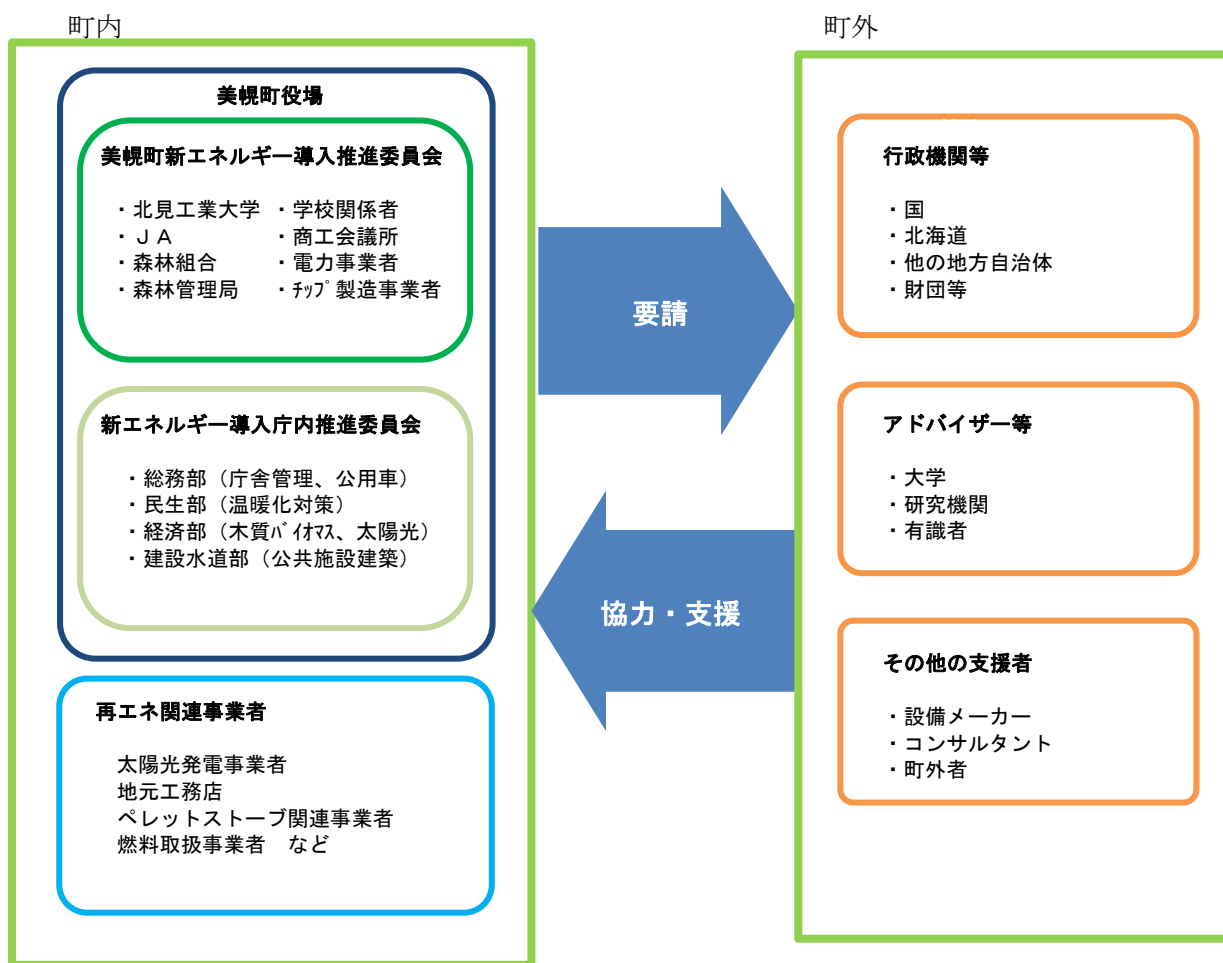 町内
美幌町役場
美幌町新エネルギー導入推進委員会
・北見工業大学 ・学校関係者
・ＪＡ ・商工会議所
・森林組合 ・電力事業者
・森林管理局 ・ﾁｯﾌﾟ製造事業者
新エネルギー導入庁内推進委員会
・総務部（庁舎管理、公用車）
・民生部（温暖化対策）
・経済部（木質ﾊﾞｲｵﾏｽ、太陽光）
・建設水道部（公共施設建築）
再エネ関連事業者
太陽光発電事業者
地元工務店
ペレットストーブ関連事業者
燃料取扱事業者　など
要請
協力・支援
町外
行政機関等
・国
・北海道
・他の地方自治体
・財団等
アドバイザー等
・大学
・研究機関
・有識者
その他の支援者
・設備メーカー
・コンサルタント
・町外者